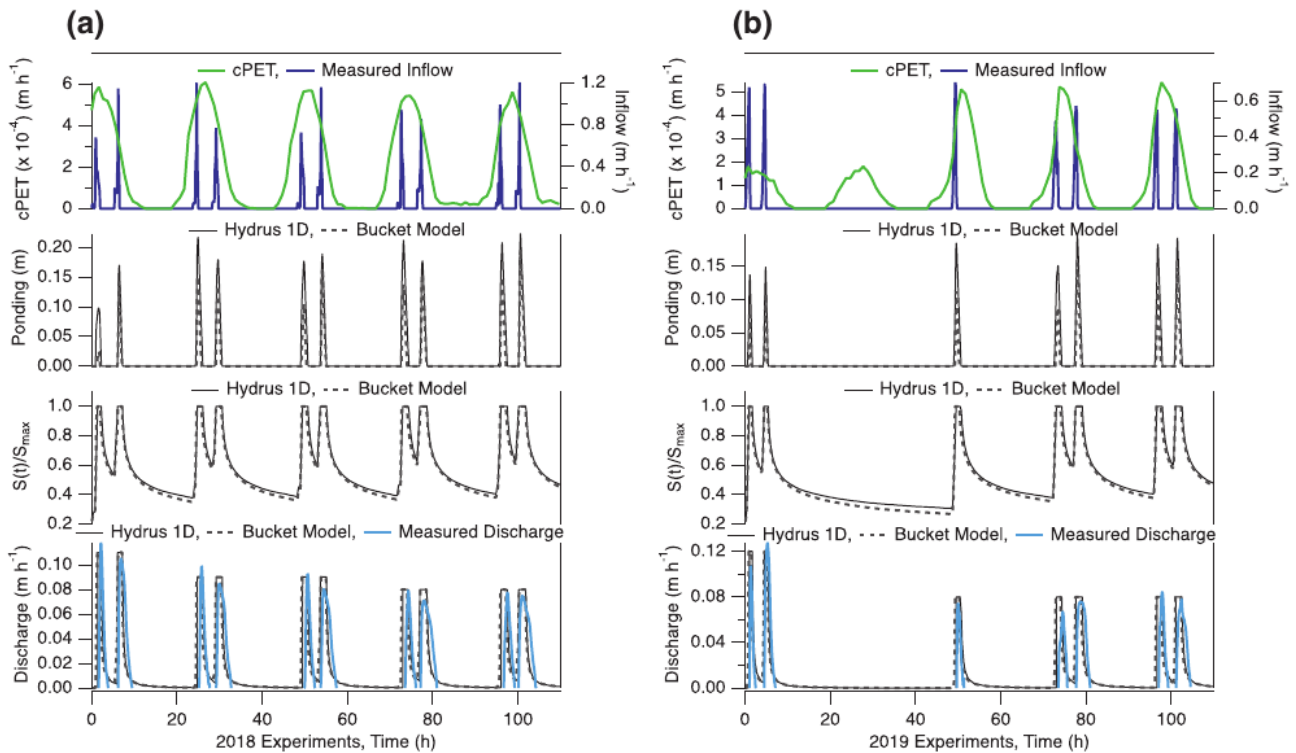 (a)
cPET, Measured Inflow
6
4
2
0
cPET (x 10⁻⁴) (m h⁻¹)
1.2
0.8
0.4
0.0
Inflow (m h⁻¹)
Hydrus 1D, Bucket Model
0.20
0.15
0.10
0.05
0.00
Ponding (m)
Hydrus 1D, Bucket Model
1.0
0.8
0.6
0.4
0.2
S(t)/Sₘₐₓ
Hydrus 1D, Bucket Model, Measured Discharge
0.10
0.08
0.06
0.04
0.02
0.00
Discharge (m h⁻¹)
0 20 40 60 80 100
2018 Experiments, Time (h)
(b)
cPET, Measured Inflow
5
4
3
2
1
0
cPET (x 10⁻⁴) (m h⁻¹)
0.6
0.4
0.2
0.0
Inflow (m h⁻¹)
Hydrus 1D, Bucket Model
0.15
0.10
0.05
0.00
Ponding (m)
Hydrus 1D, Bucket Model
1.0
0.8
0.6
0.4
0.2
S(t)/Sₘₐₓ
Hydrus 1D, Bucket Model, Measured Discharge
0.12
0.08
0.04
0.00
Discharge (m h⁻¹)
0 20 40 60 80 100
2019 Experiments, Time (h)